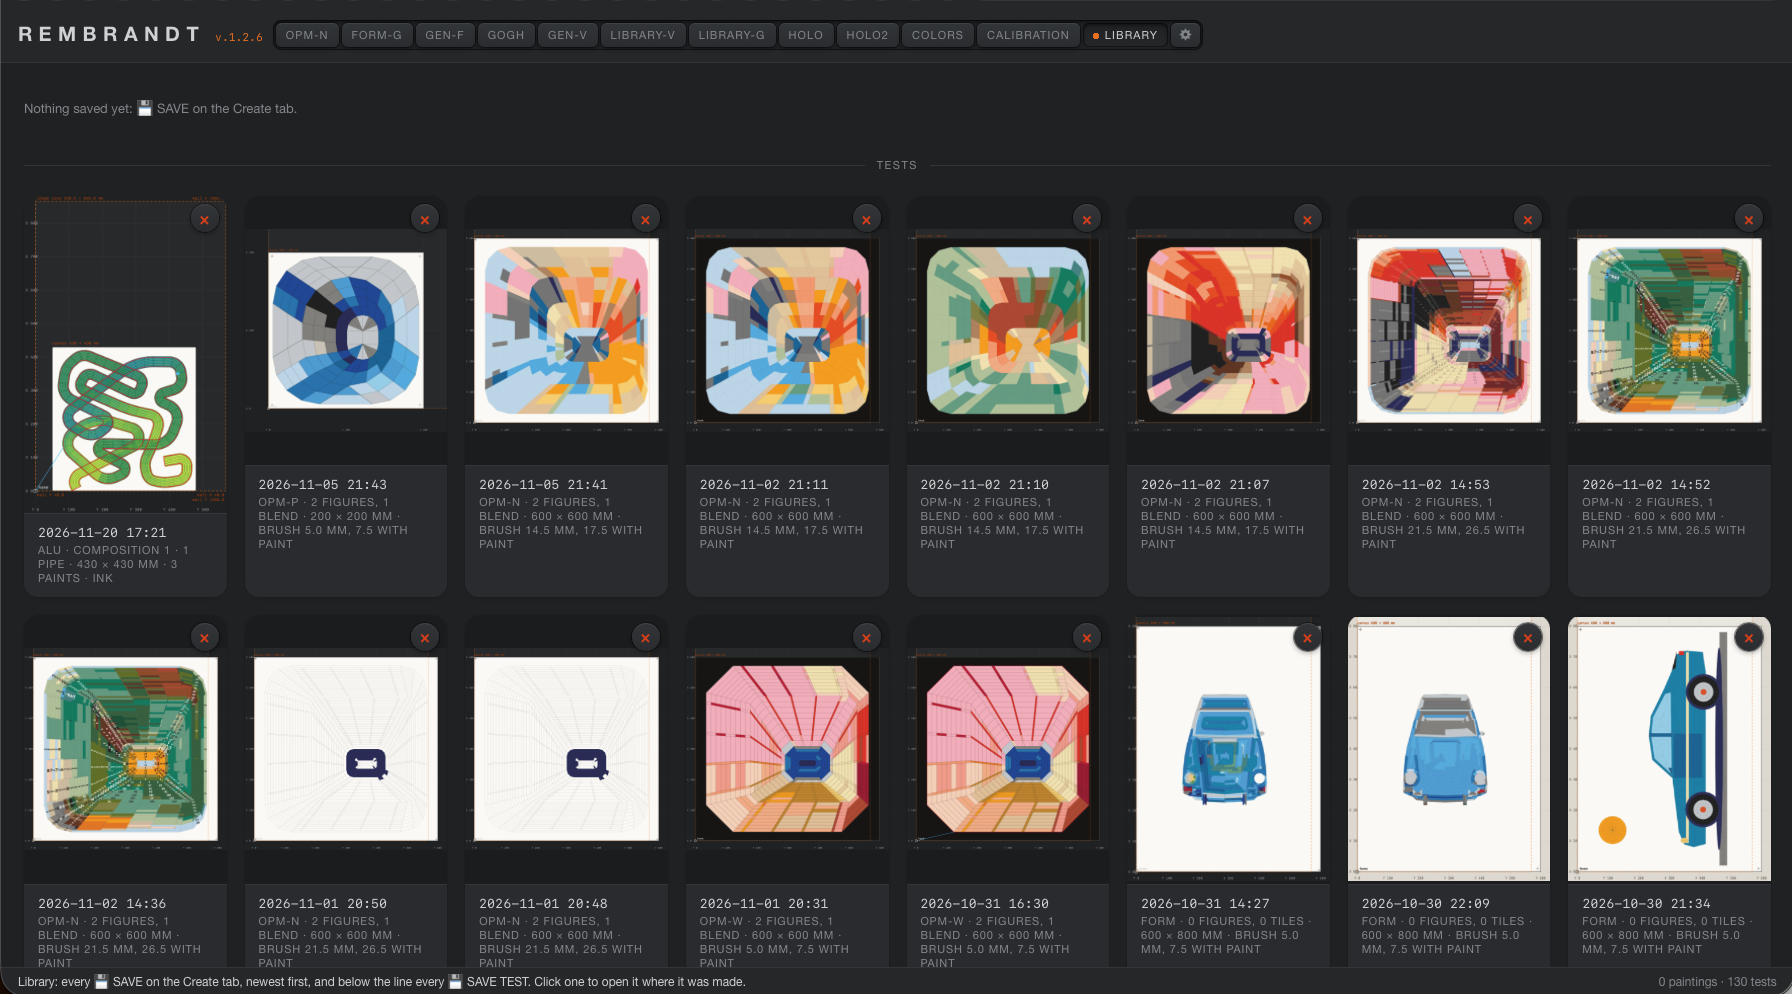 REMBRANDT v.1.2.6 OPM-N FORM-G GEN-F GOGH GEN-V LIBRARY-V LIBRARY-G HOLO HOLO2 COLORS CALIBRATION LIBRARY
Nothing saved yet: 💾 SAVE on the Create tab.
TESTS
2026-11-20 17:21
ALU · COMPOSITION 1 · 1
PIPE · 430 × 430 MM · 3
PAINTS · INK
2026-11-05 21:43
OPM-P · 2 FIGURES, 1
BLEND · 200 × 200 MM ·
BRUSH 5.0 MM, 7.5 WITH
PAINT
2026-11-05 21:41
OPM-N · 2 FIGURES, 1
BLEND · 600 × 600 MM ·
BRUSH 14.5 MM, 17.5 WITH
PAINT
2026-11-02 21:11
OPM-N · 2 FIGURES, 1
BLEND · 600 × 600 MM ·
BRUSH 14.5 MM, 17.5 WITH
PAINT
2026-11-02 21:10
OPM-N · 2 FIGURES, 1
BLEND · 600 × 600 MM ·
BRUSH 14.5 MM, 17.5 WITH
PAINT
2026-11-02 21:07
OPM-N · 2 FIGURES, 1
BLEND · 600 × 600 MM ·
BRUSH 14.5 MM, 17.5 WITH
PAINT
2026-11-02 14:53
OPM-N · 2 FIGURES, 1
BLEND · 600 × 600 MM ·
BRUSH 21.5 MM, 26.5 WITH
PAINT
2026-11-02 14:52
OPM-N · 2 FIGURES, 1
BLEND · 600 × 600 MM ·
BRUSH 21.5 MM, 26.5 WITH
PAINT
2026-11-02 14:36
OPM-N · 2 FIGURES, 1
BLEND · 600 × 600 MM ·
BRUSH 21.5 MM, 26.5 WITH
PAINT
2026-11-01 20:50
OPM-N · 2 FIGURES, 1
BLEND · 600 × 600 MM ·
BRUSH 21.5 MM, 26.5 WITH
PAINT
2026-11-01 20:48
OPM-N · 2 FIGURES, 1
BLEND · 600 × 600 MM ·
BRUSH 21.5 MM, 26.5 WITH
PAINT
2026-11-01 20:31
OPM-W · 2 FIGURES, 1
BLEND · 600 × 600 MM ·
BRUSH 5.0 MM, 7.5 WITH
PAINT
2026-10-31 16:30
OPM-W · 2 FIGURES, 1
BLEND · 600 × 600 MM ·
BRUSH 5.0 MM, 7.5 WITH
PAINT
2026-10-31 14:27
FORM · 0 FIGURES, 0 TILES ·
600 × 800 MM · BRUSH 5.0
MM, 7.5 WITH PAINT
2026-10-30 22:09
FORM · 0 FIGURES, 0 TILES ·
600 × 800 MM · BRUSH 5.0
MM, 7.5 WITH PAINT
2026-10-30 21:34
FORM · 0 FIGURES, 0 TILES ·
600 × 800 MM · BRUSH 5.0
MM, 7.5 WITH PAINT
Library: every 💾 SAVE on the Create tab, newest first, and below the line every 💾 SAVE TEST. Click one to open it where it was made.
0 paintings · 130 tests